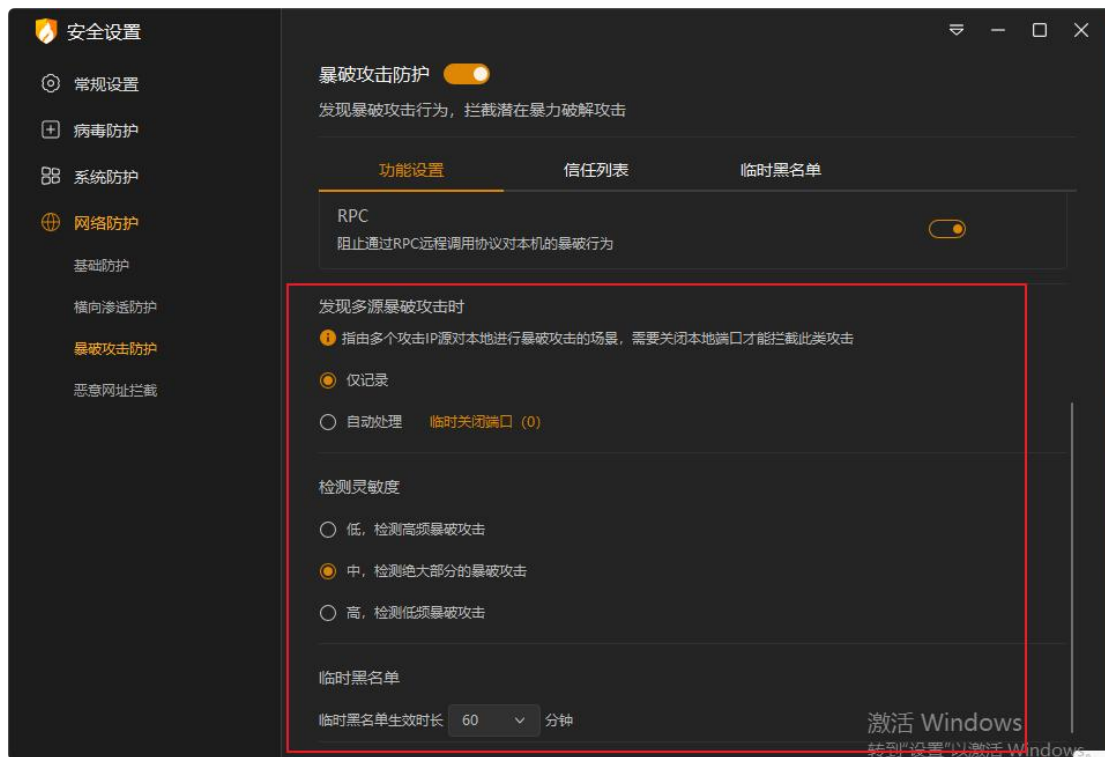 安全设置
常规设置
病毒防护
系统防护
网络防护
基础防护
横向渗透防护
暴破攻击防护
恶意网址拦截
暴破攻击防护
发现暴破攻击行为，拦截潜在暴力破解攻击
功能设置 信任列表 临时黑名单
RPC
阻止通过RPC远程调用协议对本机的暴破行为
发现多源暴破攻击时
指由多个攻击IP源对本地进行暴破攻击的场景，需要关闭本地端口才能拦截此类攻击
仅记录
自动处理 临时关闭端口（0）
检测灵敏度
低，检测高频暴破攻击
中，检测绝大部分的暴破攻击
高，检测低频暴破攻击
临时黑名单
临时黑名单生效时长 60 分钟
激活 Windows
转到"设置"以激活 Windows。